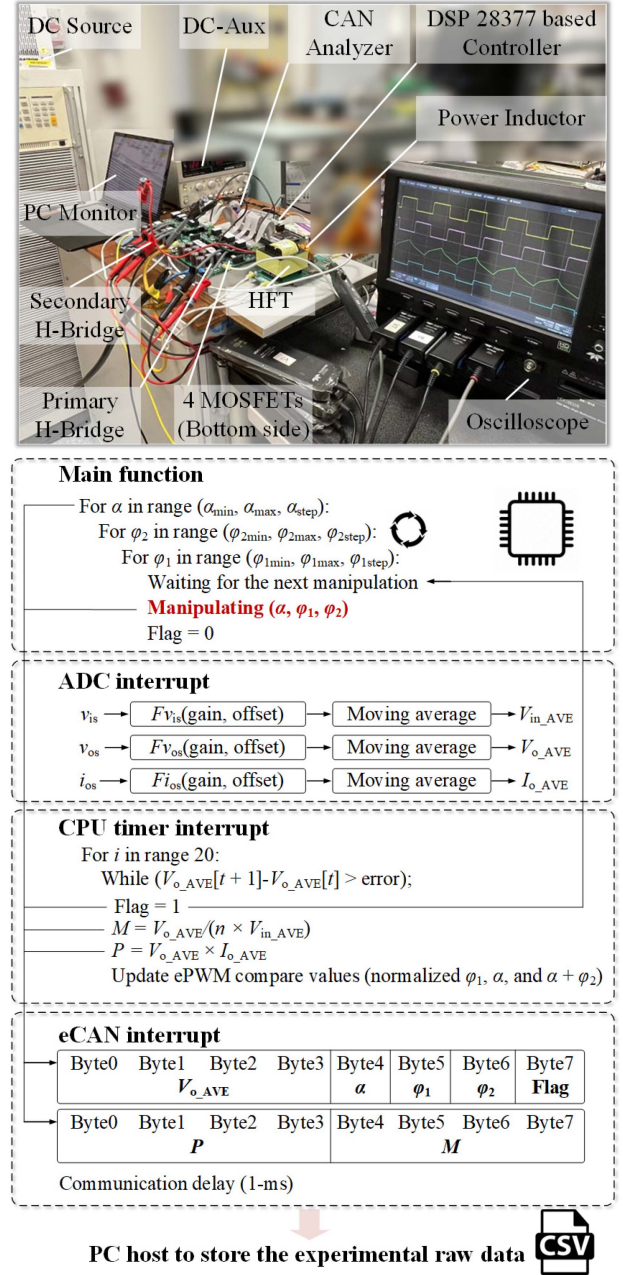 DC Source
DC-Aux
CAN
Analyzer
DSP 28377 based
Controller
Power Inductor
PC Monitor
Secondary
H-Bridge
HFT
Primary
H-Bridge
4 MOSFETs
(Bottom side)
Oscilloscope
Main function
For α in range (αmin, αmax, αstep):
For φ2 in range (φ2min, φ2max, φ2step):
For φ1 in range (φ1min, φ1max, φ1step):
Waiting for the next manipulation
Manipulating (α, φ1, φ2)
Flag = 0
ADC interrupt
vis Fvis(gain, offset) Moving average Vin_AVE
vos Fvos(gain, offset) Moving average Vo_AVE
ios Fios(gain, offset) Moving average Io_AVE
CPU timer interrupt
For i in range 20:
While (Vo_AVE[t + 1]-Vo_AVE[t] > error);
Flag = 1
M = Vo_AVE/(n × Vin_AVE)
P = Vo_AVE × Io_AVE
Update ePWM compare values (normalized φ1, α, and α + φ2)
eCAN interrupt
Byte0 Byte1 Byte2 Byte3 Byte4 Byte5 Byte6 Byte7
Vo_AVE α φ1 φ2 Flag
Byte0 Byte1 Byte2 Byte3 Byte4 Byte5 Byte6 Byte7
P M
Communication delay (1-ms)
PC host to store the experimental raw data
CSV